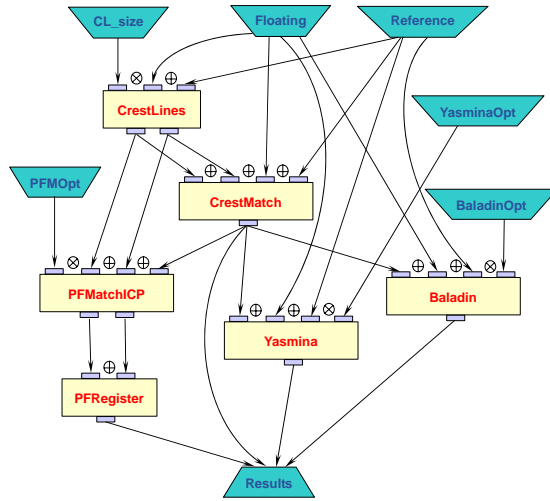 CL_size
Floating
Reference
⊗ ⊕
CrestLines
YasminaOpt
PFMOpt
⊕ ⊕ ⊕
CrestMatch
BaladinOpt
⊗ ⊕ ⊕
PFMatchICP
⊕ ⊕ ⊗
Baladin
⊕ ⊕ ⊗
Yasmina
⊕
PFRegister
Results